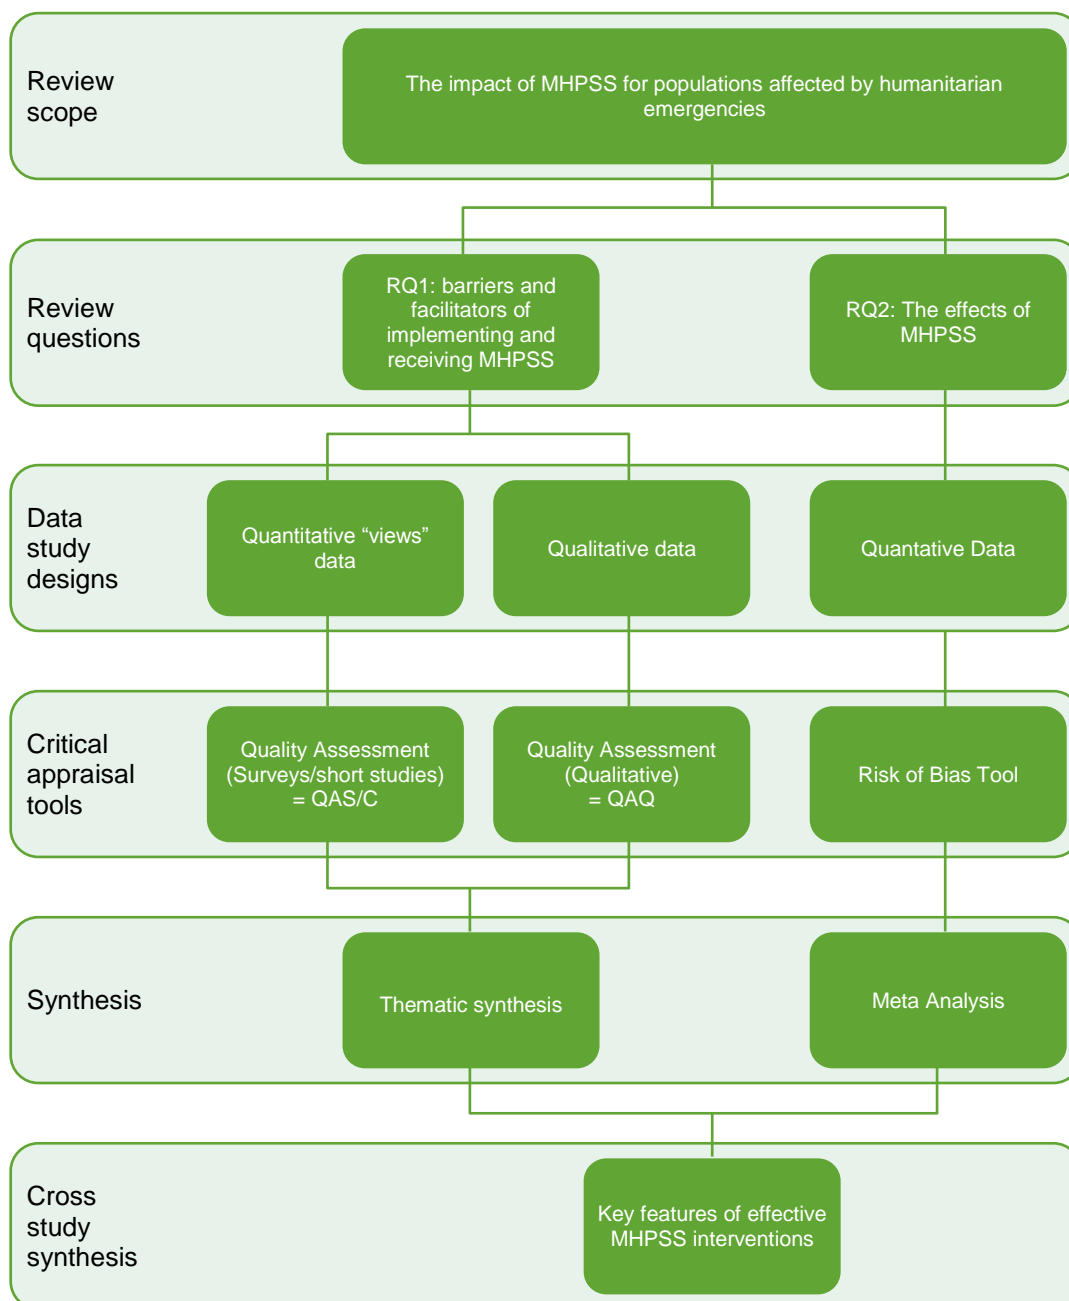 Review
scope
The impact of MHPSS for populations affected by humanitarian
emergencies
Review
questions
RQ1: barriers and
facilitators of
implementing and
receiving MHPSS
RQ2: The effects of
MHPSS
Data
study
designs
Quantitative “views”
data
Qualitative data
Quantative Data
Critical
appraisal
tools
Quality Assessment
(Surveys/short studies)
= QAS/C
Quality Assessment
(Qualitative)
= QAQ
Risk of Bias Tool
Synthesis
Thematic synthesis
Meta Analysis
Cross
study
synthesis
Key features of effective
MHPSS interventions